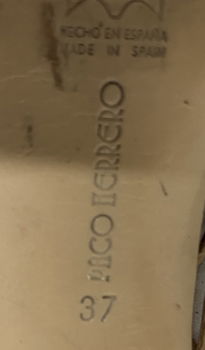 HECHO EN ESPAÑA
MADE IN SPAIN
PACO HERRERO
37